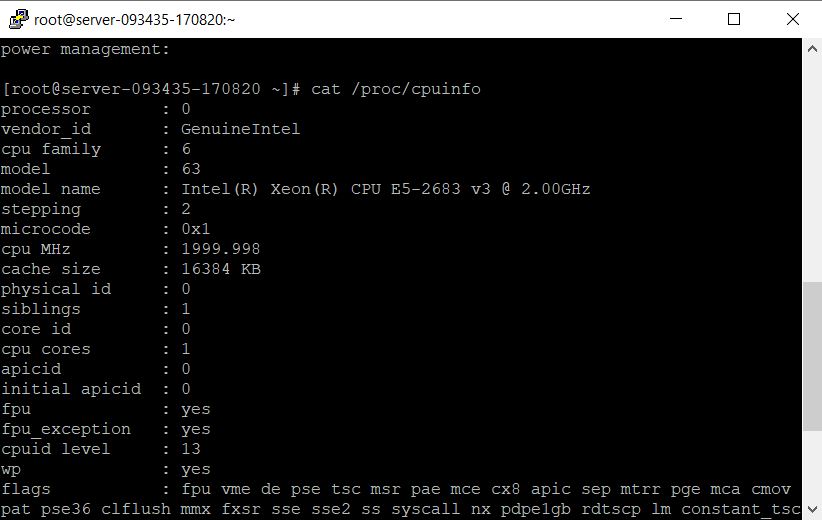 root@server-093435-170820:~
power management:
[root@server-093435-170820 ~]# cat /proc/cpuinfo
processor : 0
vendor_id : GenuineIntel
cpu family : 6
model : 63
model name : Intel(R) Xeon(R) CPU E5-2683 v3 @ 2.00GHz
stepping : 2
microcode : 0x1
cpu MHz : 1999.998
cache size : 16384 KB
physical id : 0
siblings : 1
core id : 0
cpu cores : 1
apicid : 0
initial apicid : 0
fpu : yes
fpu_exception : yes
cpuid level : 13
wp : yes
flags : fpu vme de pse tsc msr pae mce cx8 apic sep mtrr pge mca cmov
pat pse36 clflush mmx fxsr sse sse2 ss syscall nx pdpe1gb rdtscp lm constant_tsc